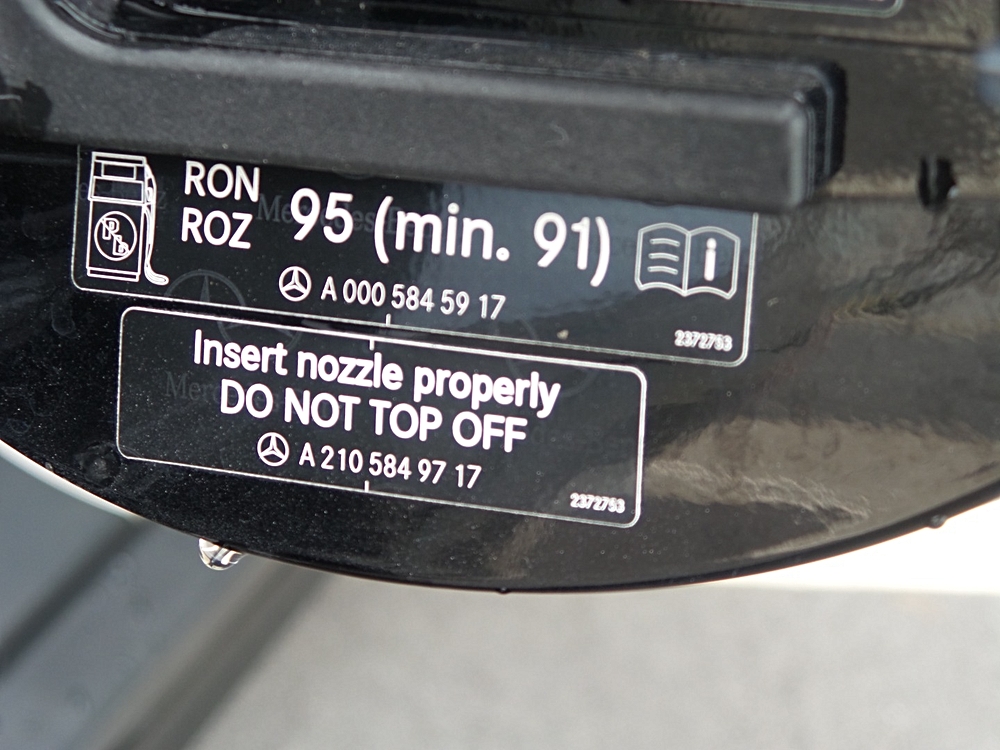 RON
ROZ
95 (min. 91)
A 000 584 59 17
2372753
Insert nozzle properly
DO NOT TOP OFF
A 210 584 97 17
2372753